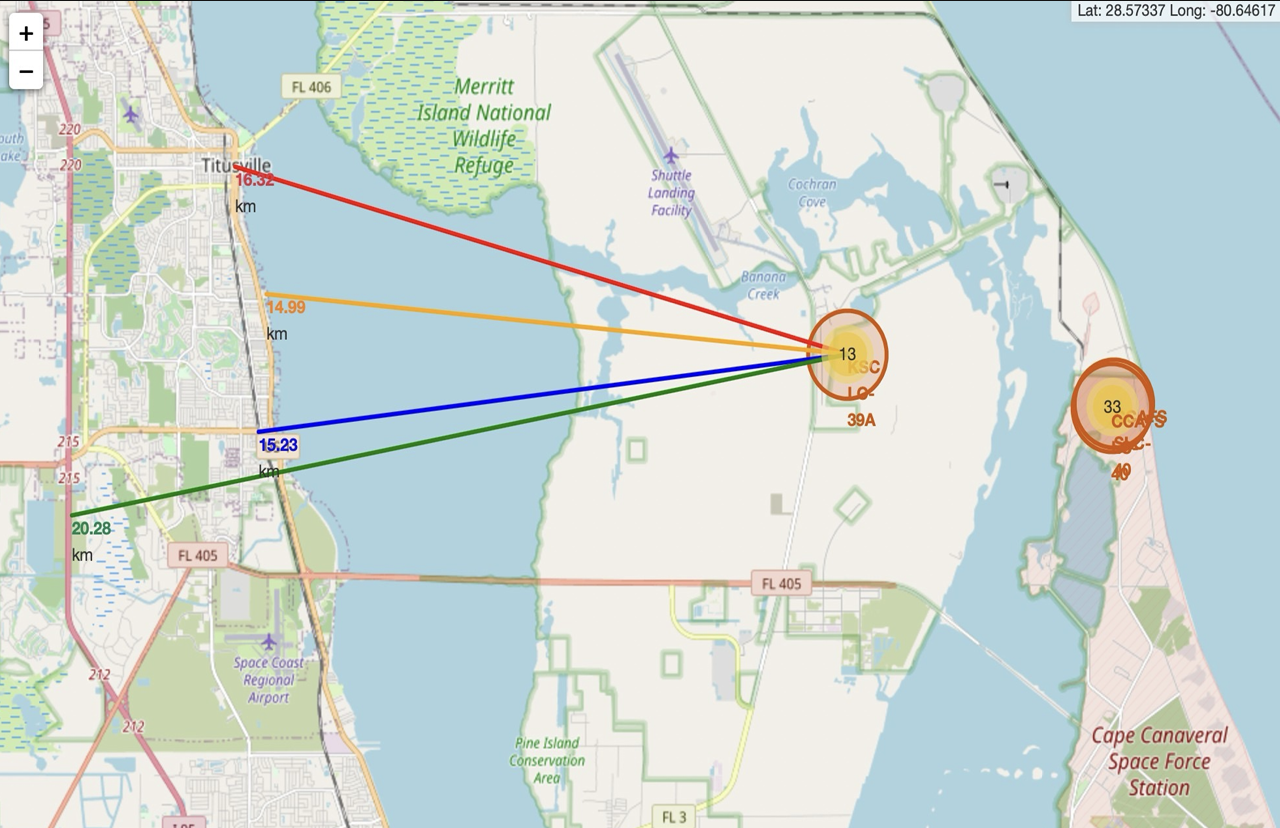 +
−
Lat: 28.57337 Long: -80.64617
FL 406
Merritt
Island National
Wildlife
Refuge
220
220
Titusville
16.32
km
Shuttle
Landing
Facility
Cochran
Cove
Banana
Creek
14.99
km
13
KSC
LC-
39A
33
CCAFS
SLC-
40
15.23
km
215
215
20.28
km
FL 405
FL 405
Space Coast
Regional
Airport
212
212
Pine Island
Conservation
Area
Cape Canaveral
Space Force
Station
FL 3